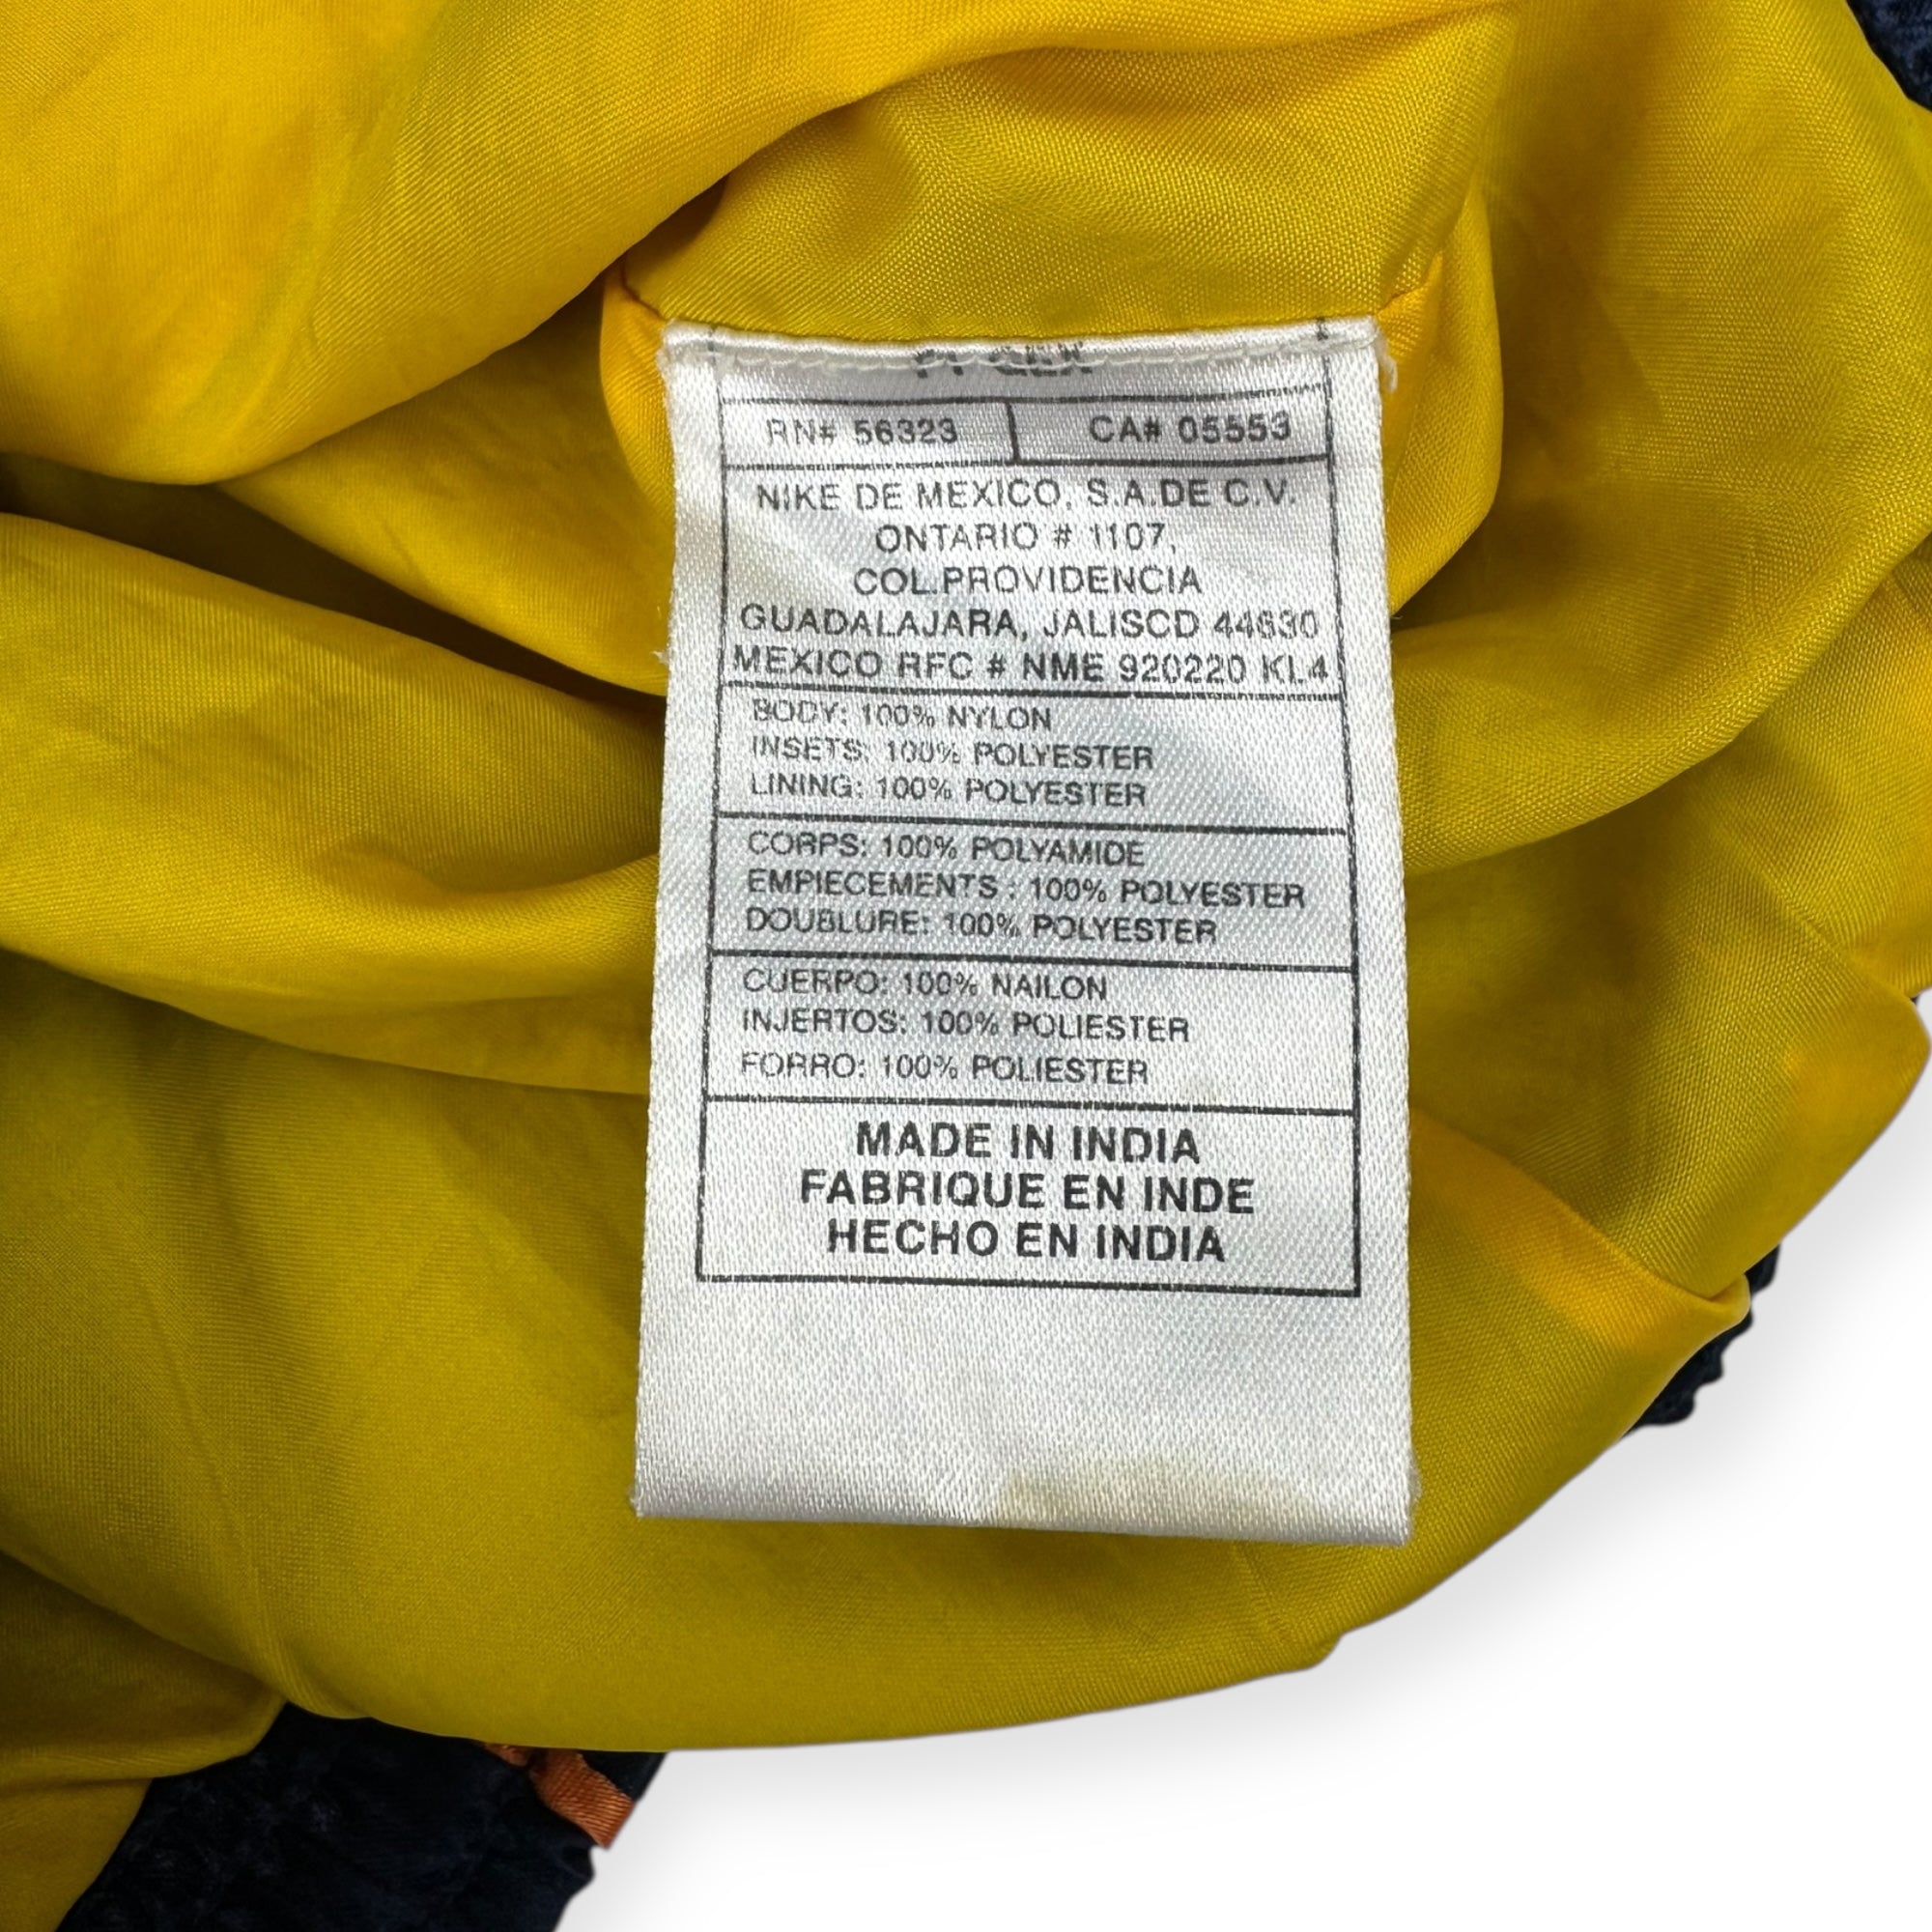 RN# 56323 CA# 05553
NIKE DE MEXICO, S.A.DE C.V.
ONTARIO # 1107,
COL.PROVIDENCIA
GUADALAJARA, JALISCO 44630
MEXICO RFC # NME 920220 KL4
BODY: 100% NYLON
INSETS: 100% POLYESTER
LINING: 100% POLYESTER
CORPS: 100% POLYAMIDE
EMPIECEMENTS : 100% POLYESTER
DOUBLURE: 100% POLYESTER
CUERPO: 100% NAILON
INJERTOS: 100% POLIESTER
FORRO: 100% POLIESTER
MADE IN INDIA
FABRIQUE EN INDE
HECHO EN INDIA